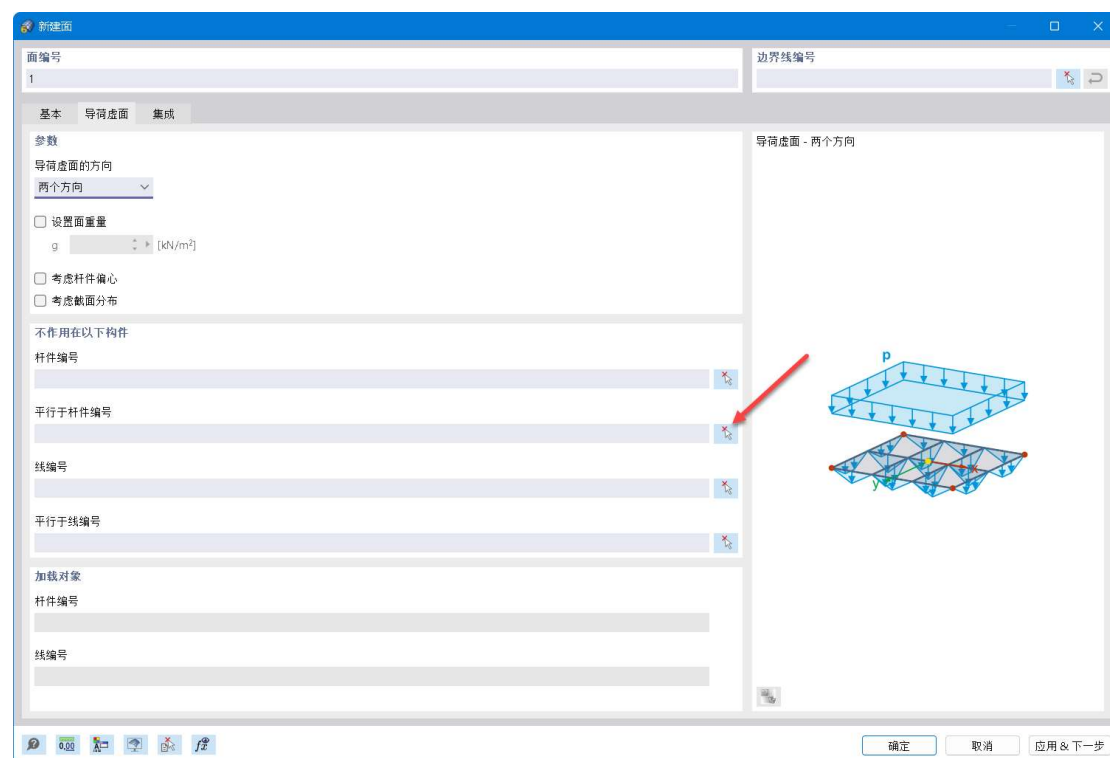 新建面
面编号
边界线编号
1
基本 导荷虚面 集成
参数
导荷虚面 - 两个方向
导荷虚面的方向
两个方向
设置面重量
g [kN/m²]
考虑杆件偏心
考虑截面分布
不作用在以下构件
杆件编号
p
平行于杆件编号
x
y
线编号
平行于线编号
加载对象
杆件编号
线编号
0,00
确定 取消 应用 & 下一步